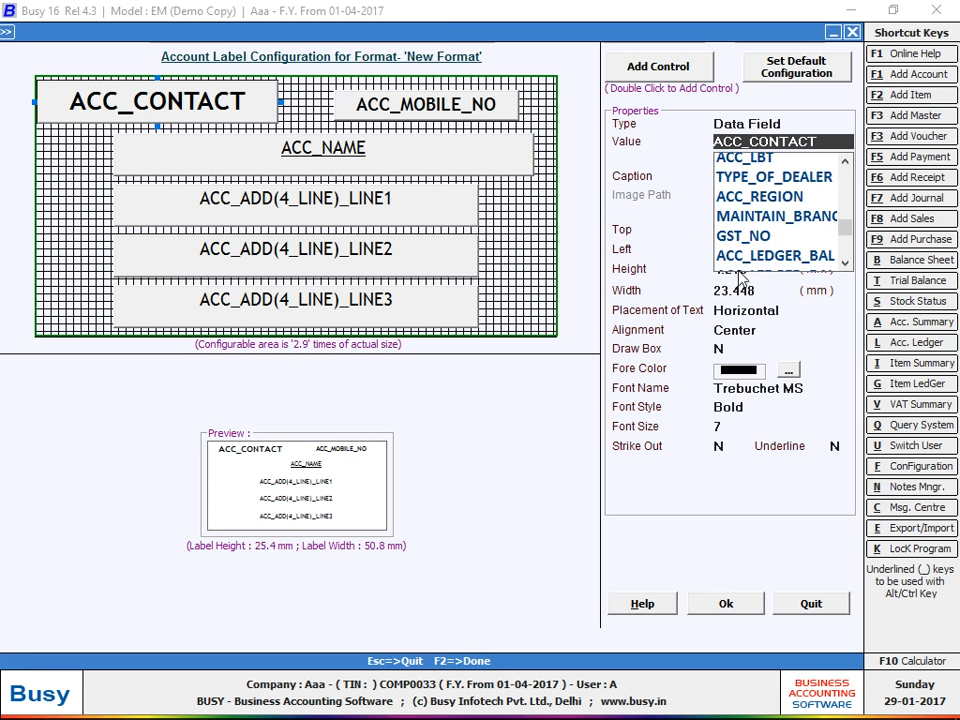 B Busy 16 Rel 4.3 | Model : EM (Demo Copy) | Aaa - F.Y. From 01-04-2017
>>
Account Label Configuration for Format- 'New Format'
ACC_CONTACT
ACC_MOBILE_NO
ACC_NAME
ACC_ADD(4_LINE)_LINE1
ACC_ADD(4_LINE)_LINE2
ACC_ADD(4_LINE)_LINE3
(Configurable area is '2.9' times of actual size)
Preview :
ACC_CONTACT ACC_MOBILE_NO
ACC_NAME
ACC_ADD(4_LINE)_LINE1
ACC_ADD(4_LINE)_LINE2
ACC_ADD(4_LINE)_LINE3
(Label Height : 25.4 mm ; Label Width : 50.8 mm)
Add Control
Set Default
Configuration
( Double Click to Add Control )
Properties
Type Data Field
Value ACC_CONTACT
ACC_LBT
TYPE_OF_DEALER
ACC_REGION
MAINTAIN_BRANC
GST_NO
ACC_LEDGER_BAL
Caption
Image Path
Top
Left
Height
Width 23.448 ( mm )
Placement of Text Horizontal
Alignment Center
Draw Box N
Fore Color ...
Font Name Trebuchet MS
Font Style Bold
Font Size 7
Strike Out N Underline N
Help Ok Quit
Shortcut Keys
F1 Online Help
F1 Add Account
F2 Add Item
F3 Add Master
F3 Add Voucher
F5 Add Payment
F6 Add Receipt
F7 Add Journal
F8 Add Sales
F9 Add Purchase
B Balance Sheet
T Trial Balance
S Stock Status
A Acc. Summary
L Acc. Ledger
I Item Summary
G Item LedGer
V VAT Summary
Q Query System
U Switch User
F Configuration
N Notes Mngr.
C Msg. Centre
E Export/Import
K LocK Program
Underlined (_) keys
to be used with
Alt/Ctrl Key
Esc=>Quit F2=>Done
F10 Calculator
Busy
Company : Aaa - ( TIN : ) COMP0033 ( F.Y. From 01-04-2017 ) - User : A
BUSY - Business Accounting Software ; (c) Busy Infotech Pvt. Ltd., Delhi ; www.busy.in
BUSINESS
ACCOUNTING
SOFTWARE
Sunday
29-01-2017